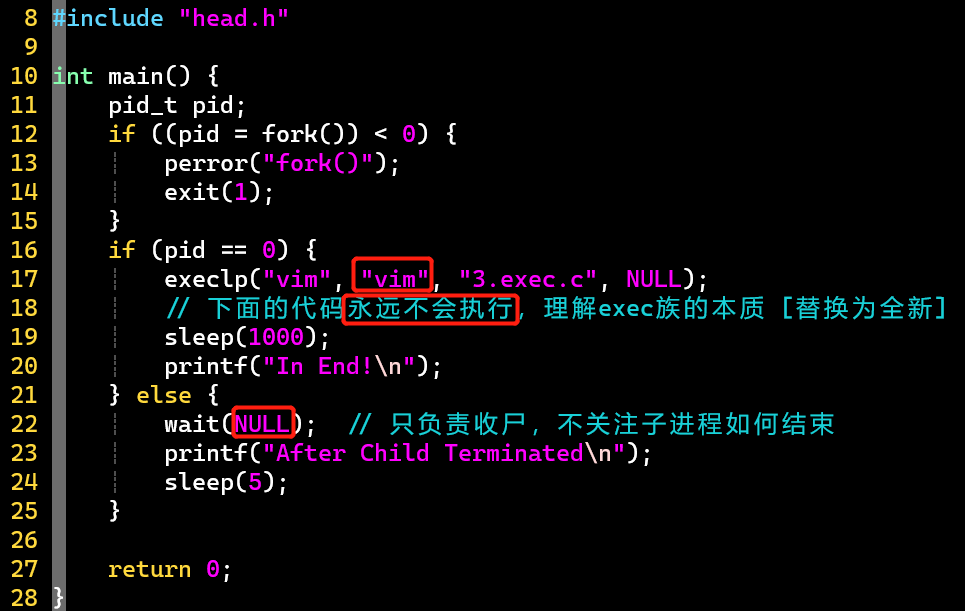 8 #include "head.h"
9
10 int main() {
11     pid_t pid;
12     if ((pid = fork()) < 0) {
13         perror("fork()");
14         exit(1);
15     }
16     if (pid == 0) {
17         execlp("vim", "vim", "3.exec.c", NULL);
18         // 下面的代码永远不会执行，理解exec族的本质 [替换为全新]
19         sleep(1000);
20         printf("In End!\n");
21     } else {
22         wait(NULL);  // 只负责收尸，不关注子进程如何结束
23         printf("After Child Terminated\n");
24         sleep(5);
25     }
26
27     return 0;
28 }